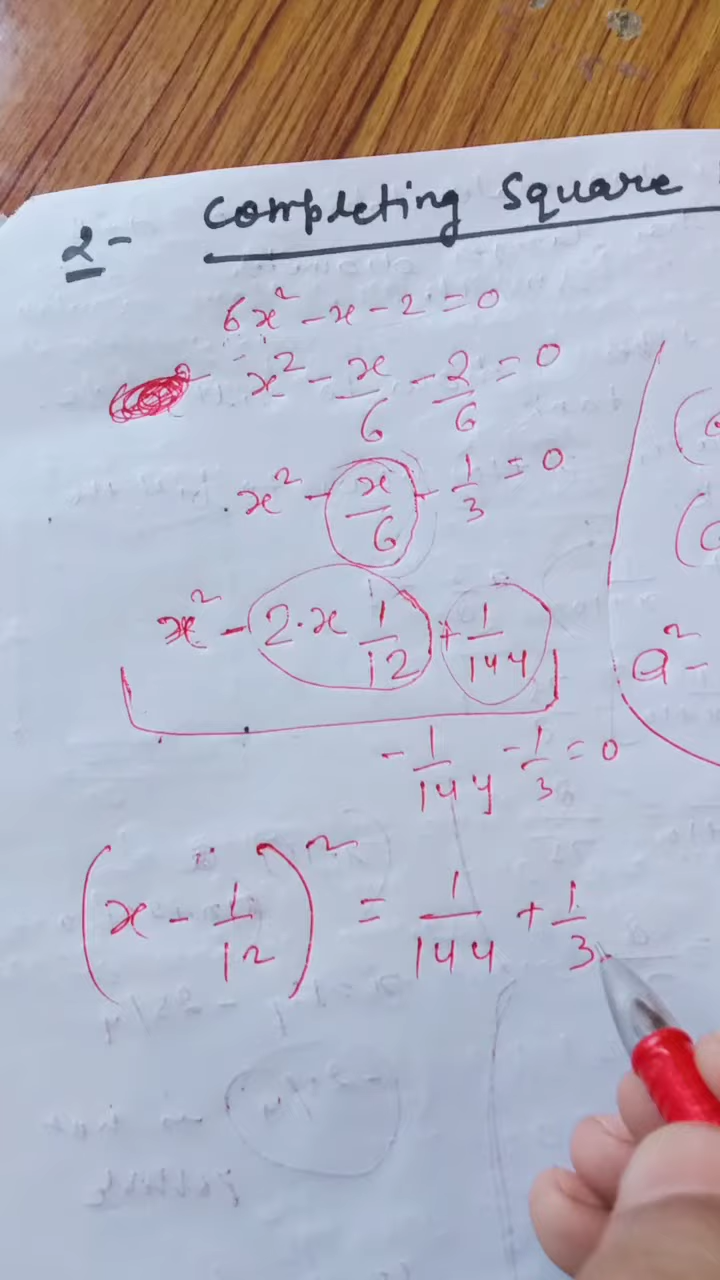 2- Completing Square
6x² - x - 2 = 0
x² - x/6 - 2/6 = 0
x² - x/6 - 1/3 = 0
x² - 2·x 1/12 + 1/144
- 1/144 - 1/3 = 0
(x - 1/12)² = 1/144 + 1/3
a² -